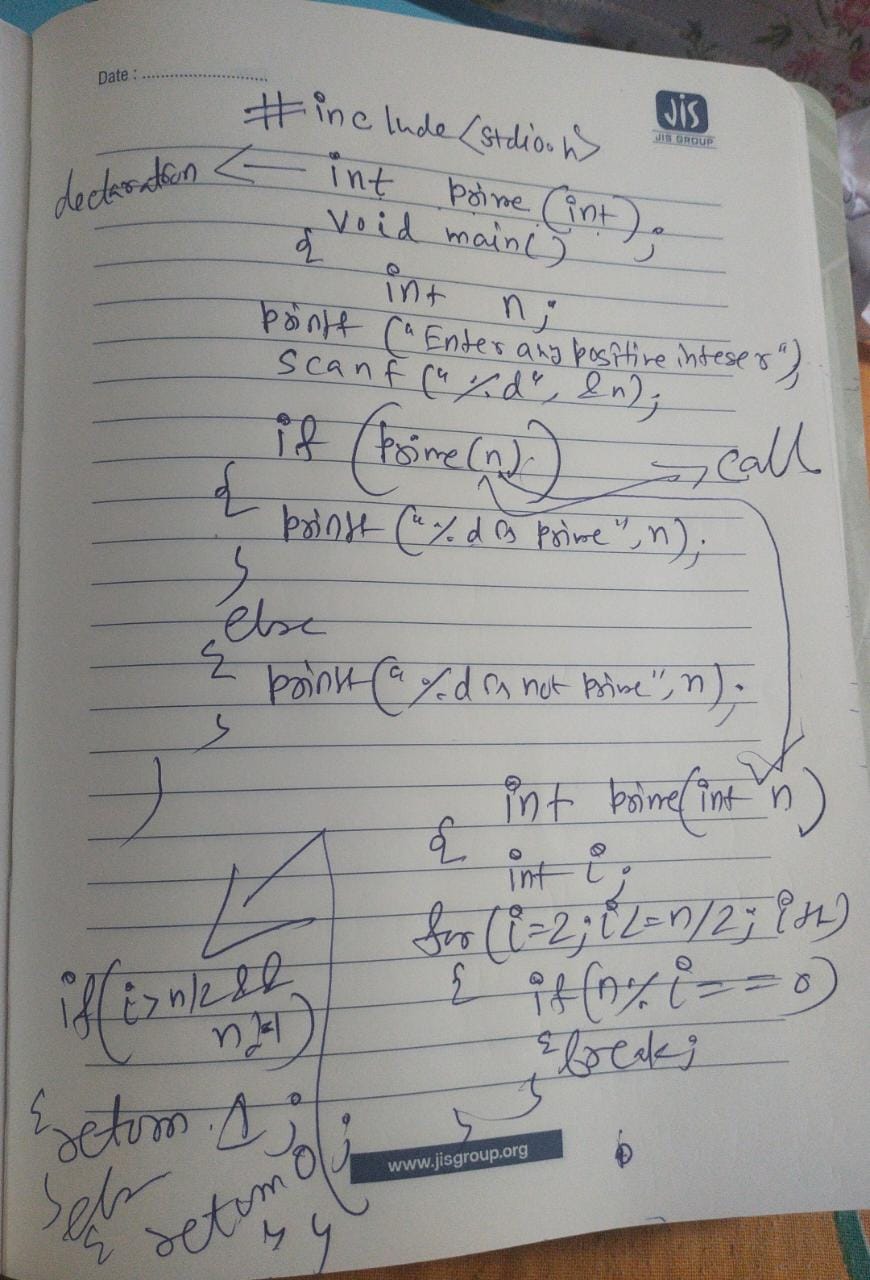 Date : ........................
JIS
JIS GROUP
#include <stdio.h>
declaration ← int prime (int);
void main()
{
int n;
printf ("Enter any positive integer");
scanf ("%d", &n);
if (prime(n)) → call
{
printf ("%d is prime", n);
}
else
{
printf ("%d is not prime", n);
}
}
int prime(int n)
{
int i;
for (i=2; i<=n/2; i++)
{ if (n % i == 0)
{ break;
} }
if (i>n/2 &&
)
{ return 1;
} else
{ return 0;
} }
www.jisgroup.org